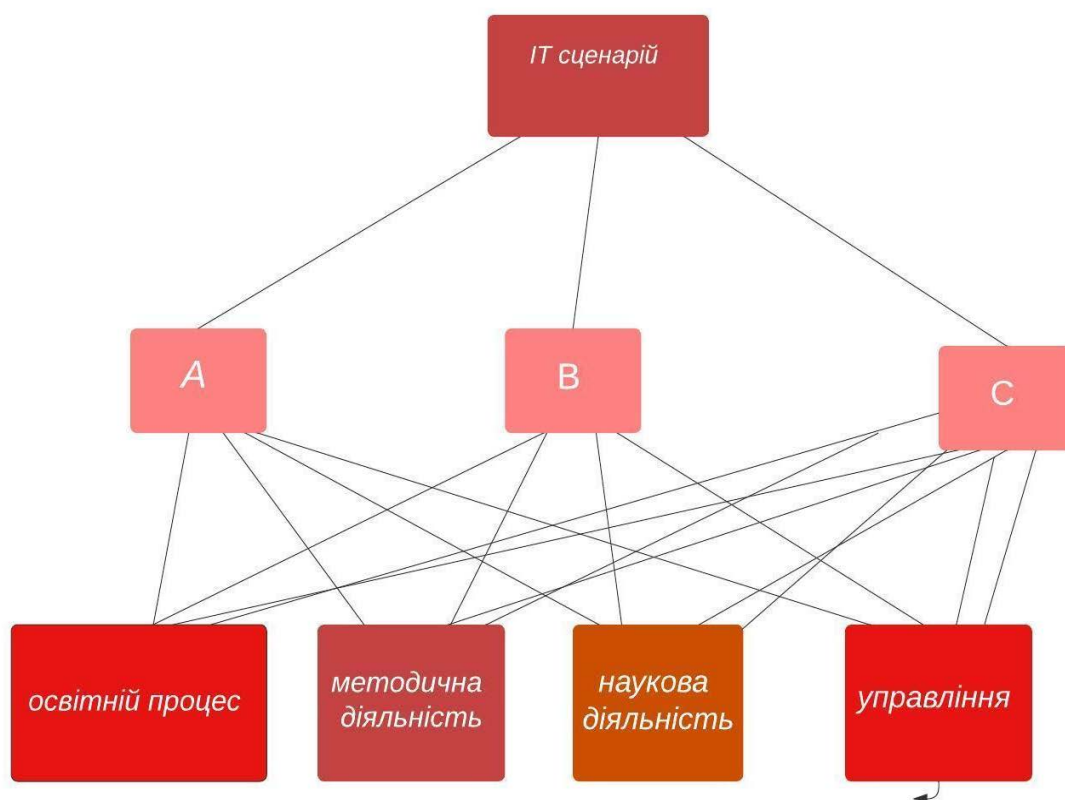 ІТ сценарій
А
В
С
освітній процес
методична
діяльність
наукова
діяльність
управління